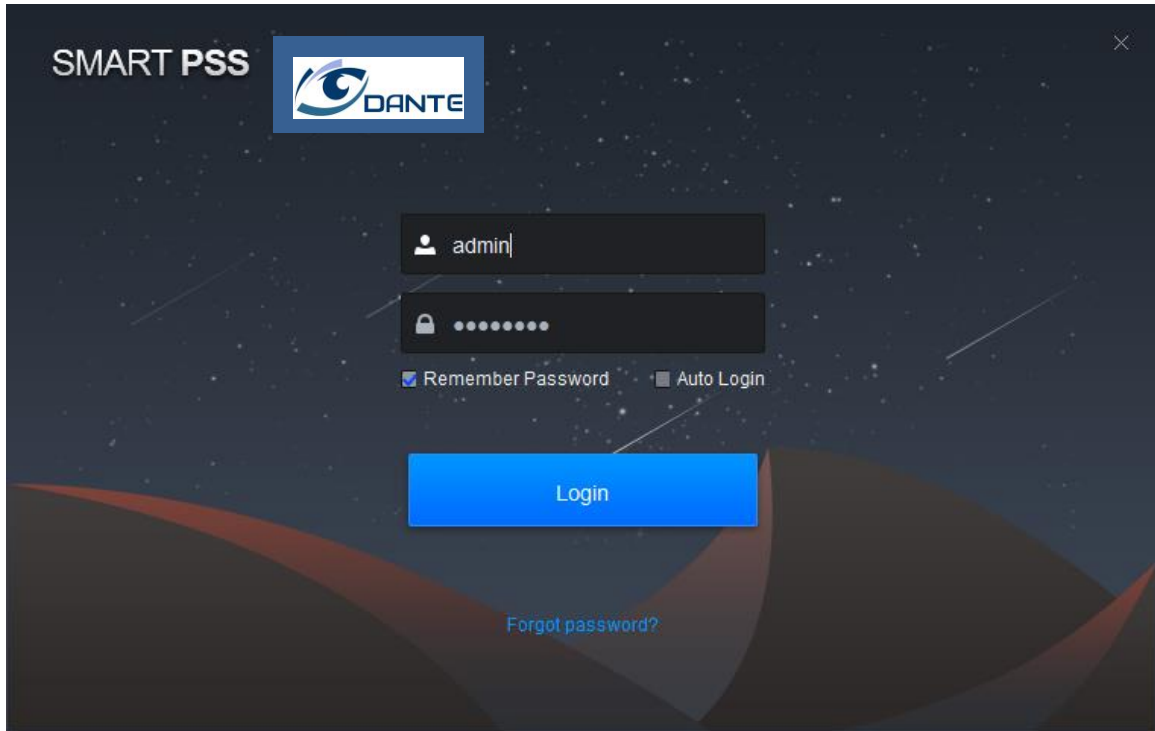 SMART PSS
DANTE
admin
••••••••
Remember Password
Auto Login
Login
Forgot password?